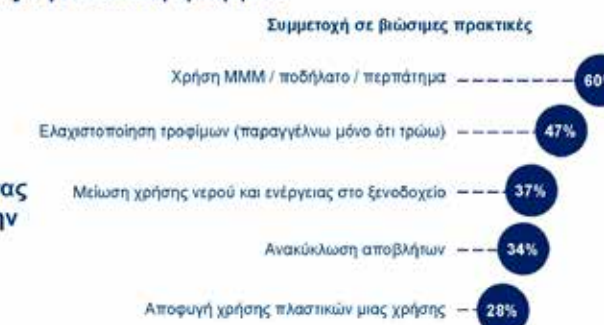 Συμμετοχή σε βιώσιμες πρακτικές
Χρήση ΜΜΜ / ποδήλατο / περπάτημα
Ελαχιστοποίηση τροφίμων (παραγγέλνω μόνο ότι τρώω) 47%
Μείωση χρήσης νερού και ενέργειας στο ξενοδοχείο 37%
Ανακύκλωση αποβλήτων 34%
Αποφυγή χρήσης πλαστικών μιας χρήσης 28%